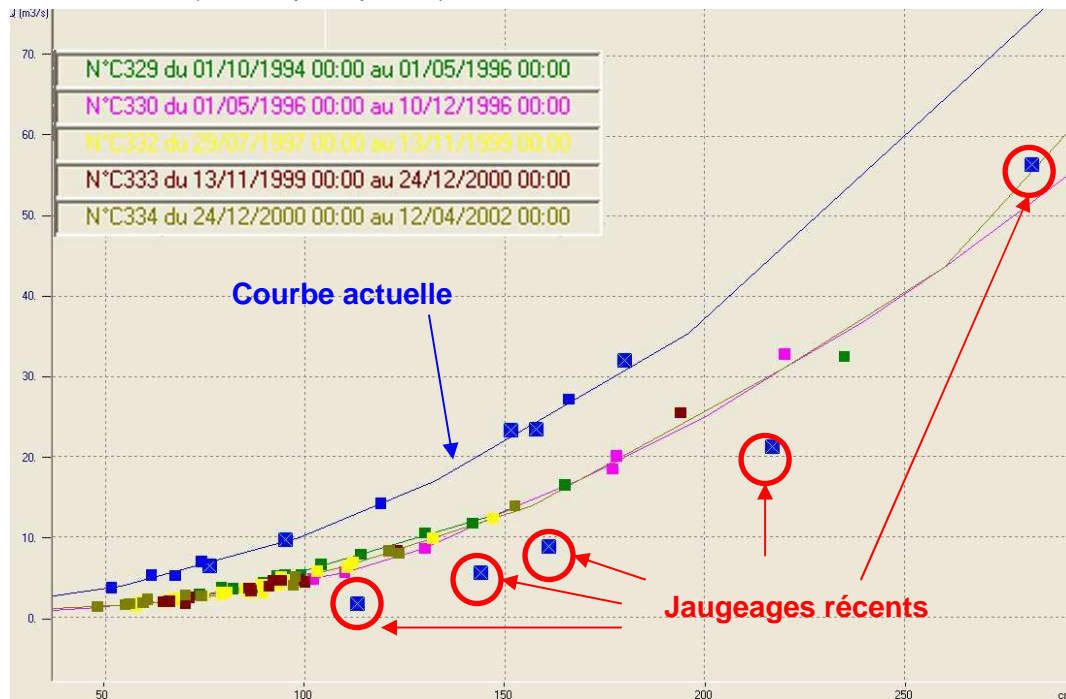 Q (m3/s)
70.
N°C329 du 01/10/1994 00:00 au 01/05/1996 00:00
N°C330 du 01/05/1996 00:00 au 10/12/1996 00:00
60.
N°C332 du 29/07/1997 00:00 au 13/11/1999 00:00
N°C333 du 13/11/1999 00:00 au 24/12/2000 00:00
50.
N°C334 du 24/12/2000 00:00 au 12/04/2002 00:00
40.
Courbe actuelle
30.
20.
10.
Jaugeages récents
0.
50
100
150
200
250